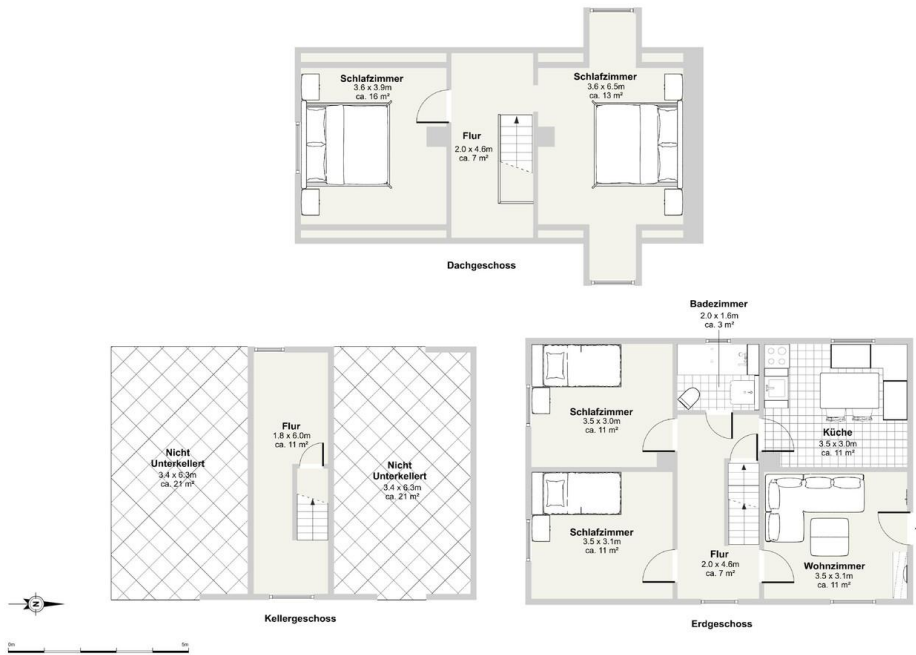 Schlafzimmer
3.6 x 3.9m
ca. 16 m²
Flur
2.0 x 4.6m
ca. 7 m²
Schlafzimmer
3.6 x 6.5m
ca. 13 m²
Dachgeschoss
Nicht
Unterkellert
3.4 x 6.3m
ca. 21 m²
Flur
1.8 x 6.0m
ca. 11 m²
Nicht
Unterkellert
3.4 x 6.3m
ca. 21 m²
Kellergeschoss
Badezimmer
2.0 x 1.6m
ca. 3 m²
Schlafzimmer
3.5 x 3.0m
ca. 11 m²
Küche
3.5 x 3.0m
ca. 11 m²
Schlafzimmer
3.5 x 3.1m
ca. 11 m²
Flur
2.0 x 4.6m
ca. 7 m²
Wohnzimmer
3.5 x 3.1m
ca. 11 m²
Erdgeschoss
N
0m
5m